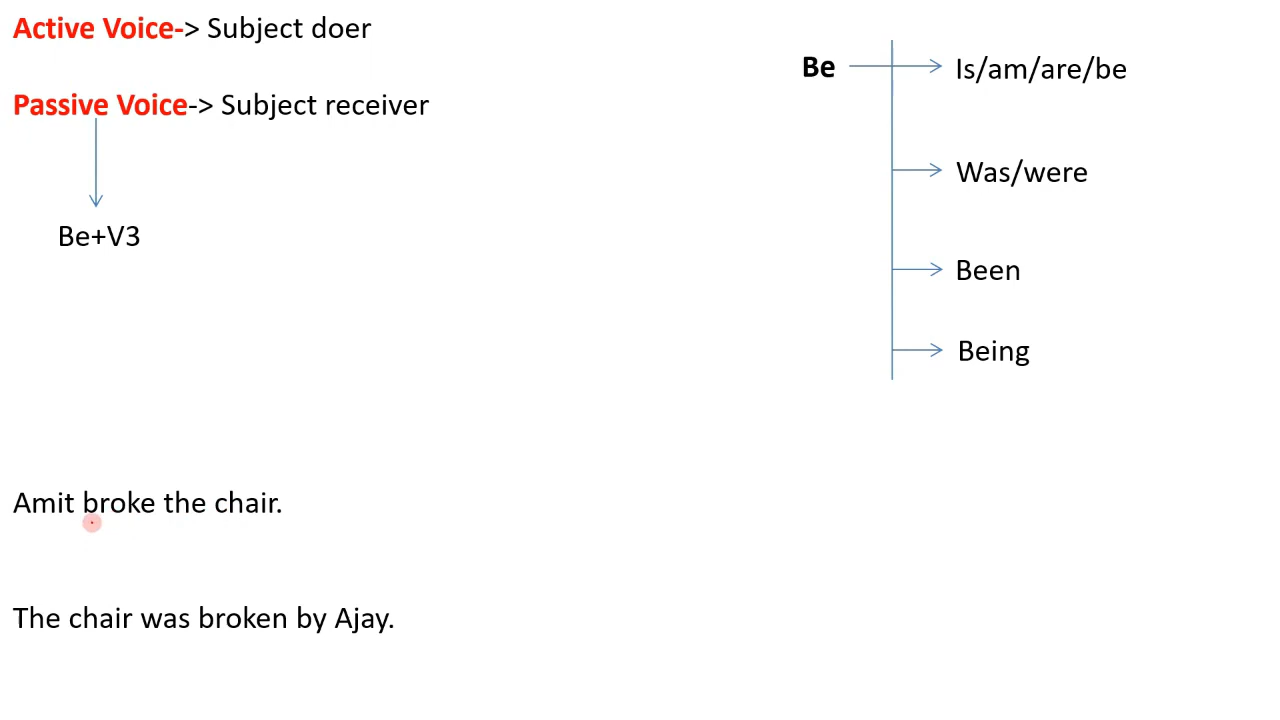 Active Voice-> Subject doer
Passive Voice-> Subject receiver
Be+V3
Be
Is/am/are/be
Was/were
Been
Being
Amit broke the chair.
The chair was broken by Ajay.